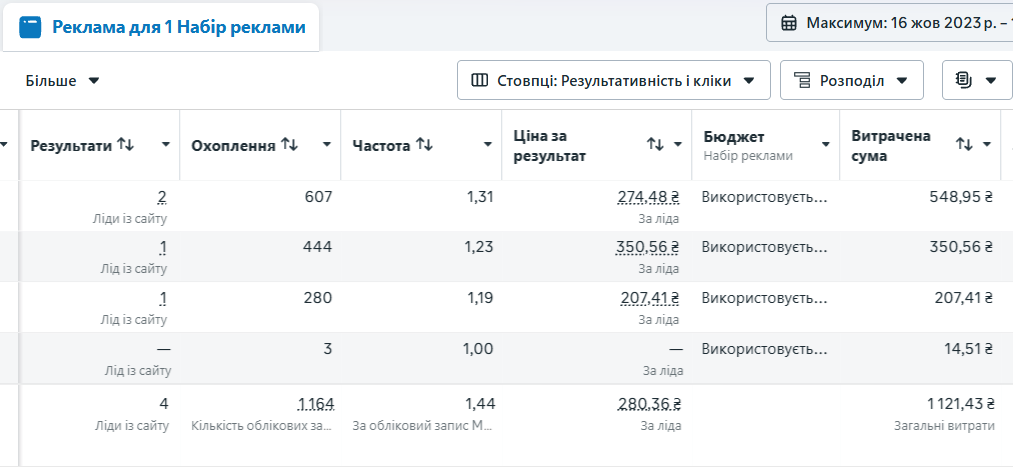 Реклама для 1 Набір реклами
Максимум: 16 жов 2023 р. –
Більше
Стовпці: Результативність і кліки
Розподіл
Результати
Охоплення
Частота
Ціна за результат
Бюджет
Набір реклами
Витрачена сума
2 607 1,31 274,48 ₴ Використовуєть... 548,95 ₴
Ліди із сайту За ліда
1 444 1,23 350,56 ₴ Використовуєть... 350,56 ₴
Лід із сайту За ліда
1 280 1,19 207,41 ₴ Використовуєть... 207,41 ₴
Лід із сайту За ліда
— 3 1,00 — Використовуєть... 14,51 ₴
Лід із сайту За ліда
4 1 164 1,44 280,36 ₴ 1 121,43 ₴
Ліди із сайту Кількість облікових за... За обліковий запис M... За ліда Загальні витрати